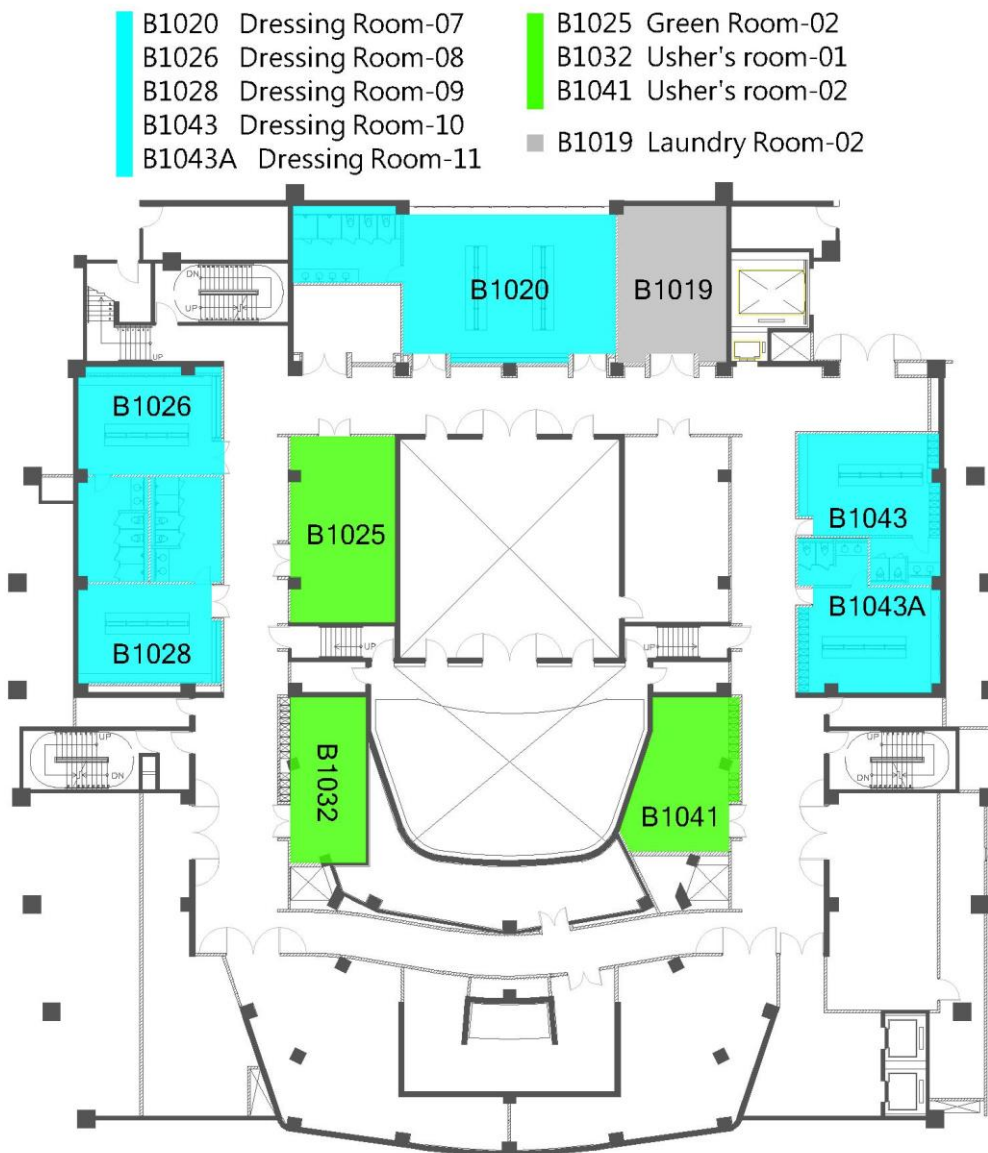 B1020 Dressing Room-07
B1026 Dressing Room-08
B1028 Dressing Room-09
B1043 Dressing Room-10
B1043A Dressing Room-11
B1025 Green Room-02
B1032 Usher's room-01
B1041 Usher's room-02
B1019 Laundry Room-02
DN
UP
UP
B1020
B1019
B1026
B1025
B1043
B1043A
B1028
UP
UP
B1032
B1041
UP
DN
UP
DN